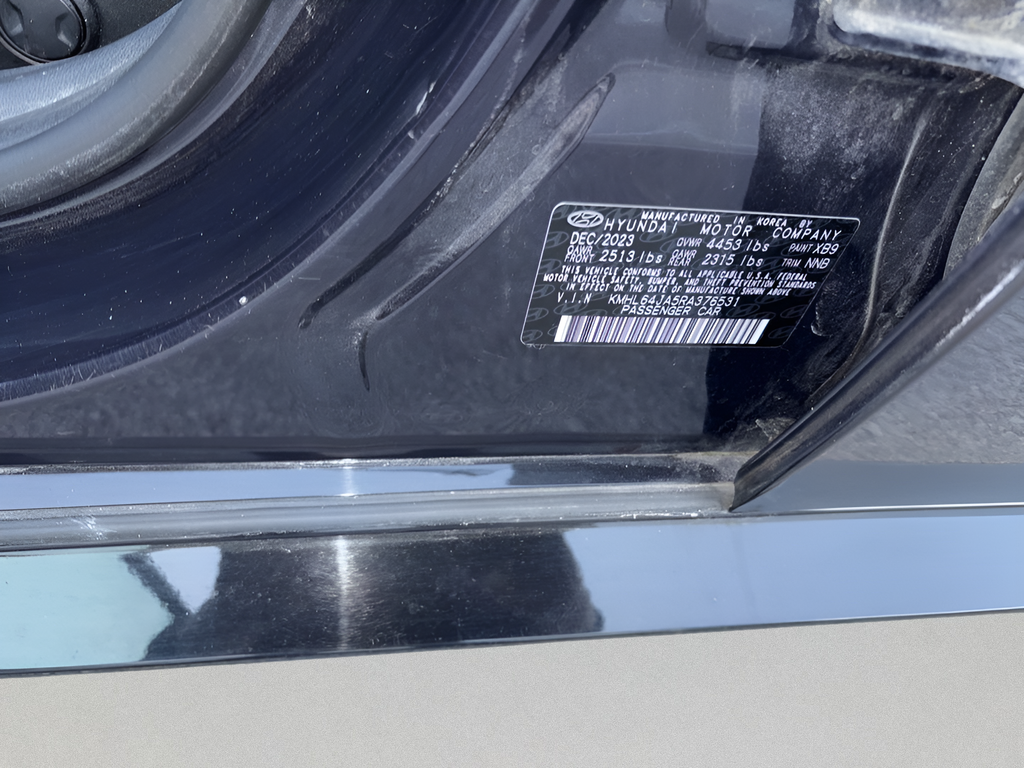 MANUFACTURED IN KOREA BY
HYUNDAI MOTOR COMPANY
DEC/2023 GVWR 4453 lbs PAINT XB9
GAWR FRONT 2513 lbs GAWR REAR 2315 lbs TRIM NNB
THIS VEHICLE CONFORMS TO ALL APPLICABLE U.S.A. FEDERAL
MOTOR VEHICLE SAFETY, BUMPER, AND THEFT PREVENTION STANDARDS
IN EFFECT ON THE DATE OF MANUFACTURE SHOWN ABOVE
V.I.N KMHL64JA5RA376531
PASSENGER CAR